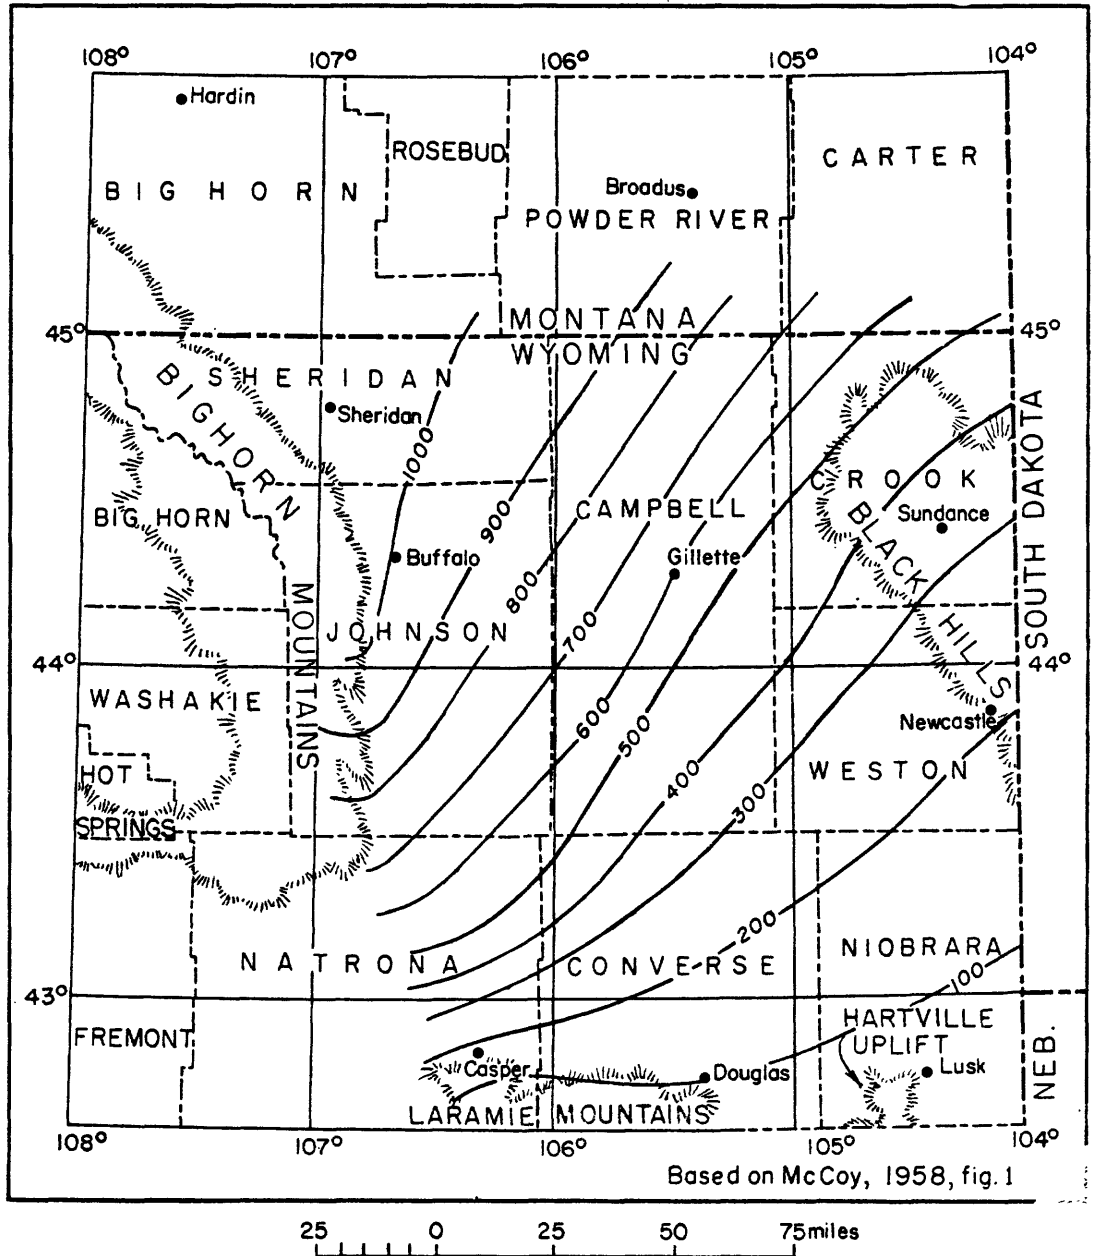 108° 107° 106° 105° 104°
Hardin
ROSEBUD
CARTER
BIG HORN
Broadus
POWDER RIVER
45° MONTANA 45°
WYOMING
SHERIDAN
BIGHORN
Sheridan
1000
CROOK
SOUTH DAKOTA
BIG HORN
900
CAMPBELL
BLACK
Sundance
Buffalo
Gillette
800
MOUNTAINS
JOHNSON
700
HILLS
44° 44°
WASHAKIE
600
500
Newcastle
HOT
400
WESTON
300
SPRINGS
200
NATRONA
CONVERSE
NIOBRARA
100
43°
FREMONT
HARTVILLE
UPLIFT
NEB.
Casper
Douglas
Lusk
LARAMIE MOUNTAINS
108° 107° 106° 105° 104°
Based on McCoy, 1958, fig. 1
25 0 25 50 75 miles